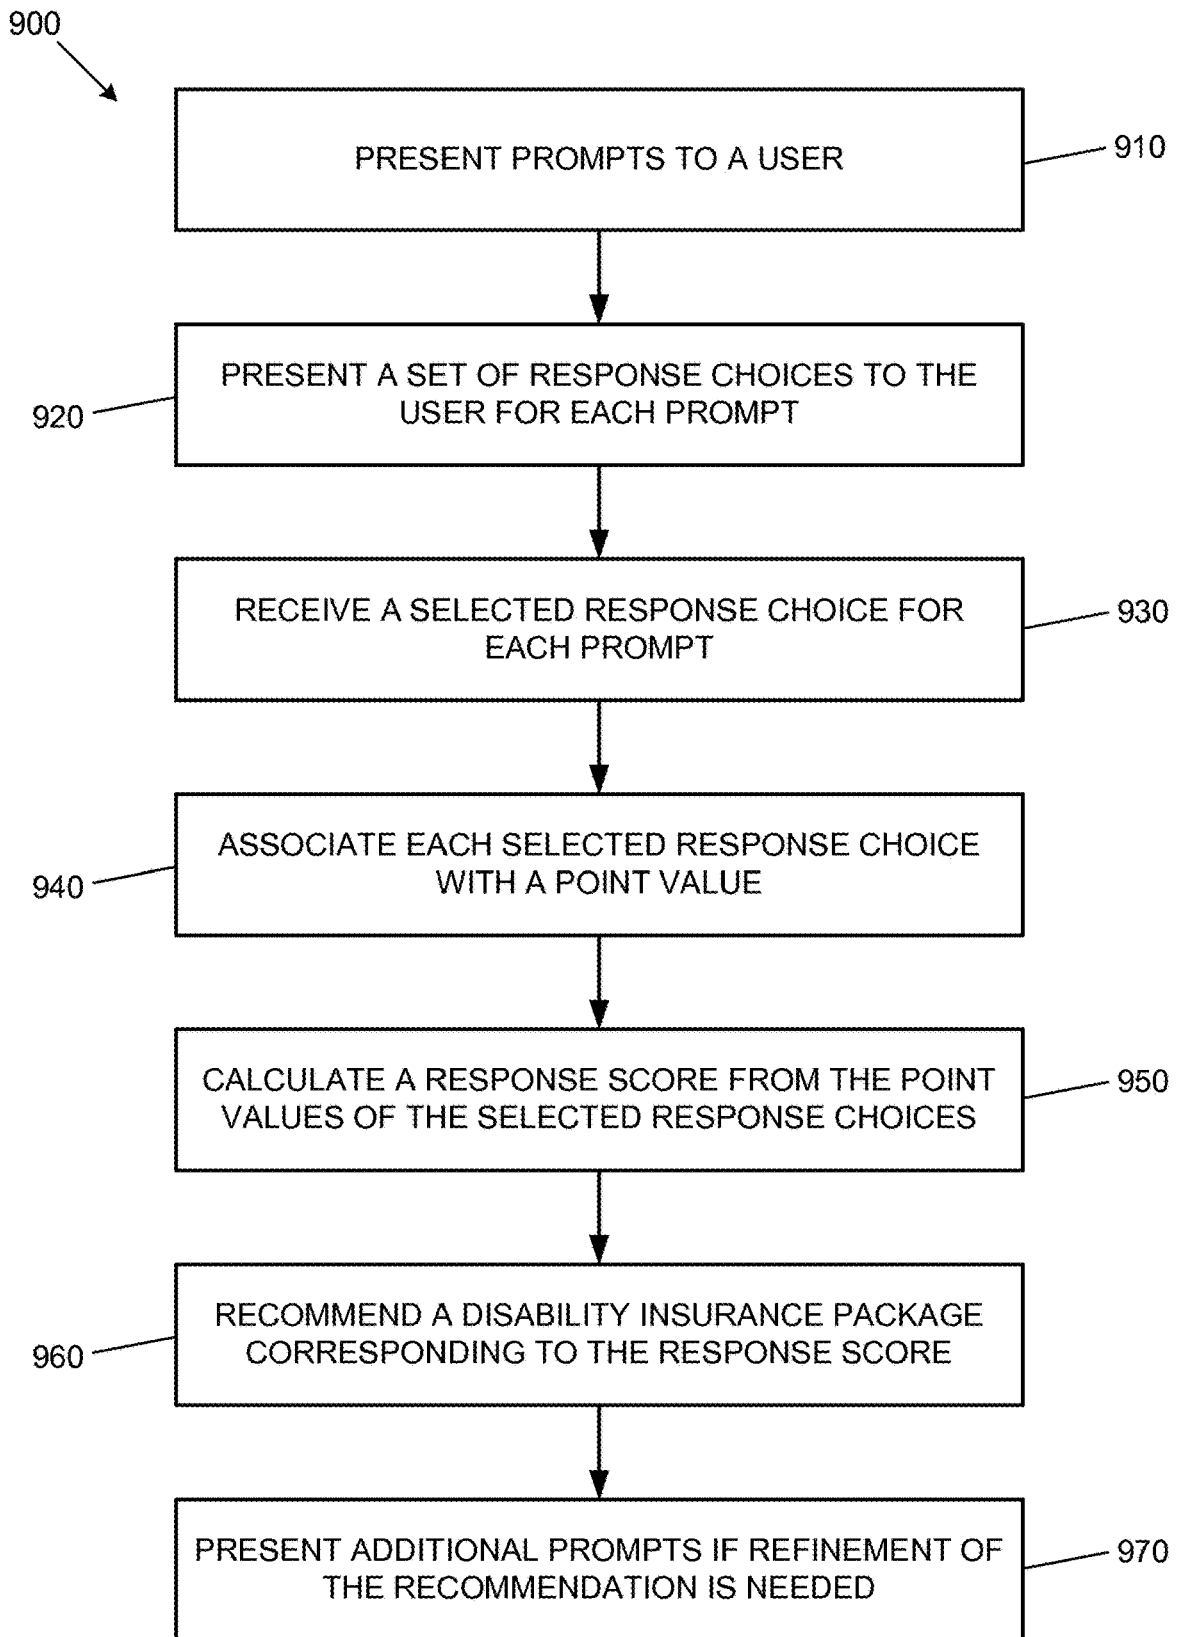 900
PRESENT PROMPTS TO A USER
910
PRESENT A SET OF RESPONSE CHOICES TO THE
USER FOR EACH PROMPT
920
RECEIVE A SELECTED RESPONSE CHOICE FOR
EACH PROMPT
930
ASSOCIATE EACH SELECTED RESPONSE CHOICE
WITH A POINT VALUE
940
CALCULATE A RESPONSE SCORE FROM THE POINT
VALUES OF THE SELECTED RESPONSE CHOICES
950
RECOMMEND A DISABILITY INSURANCE PACKAGE
CORRESPONDING TO THE RESPONSE SCORE
960
PRESENT ADDITIONAL PROMPTS IF REFINEMENT OF
THE RECOMMENDATION IS NEEDED
970